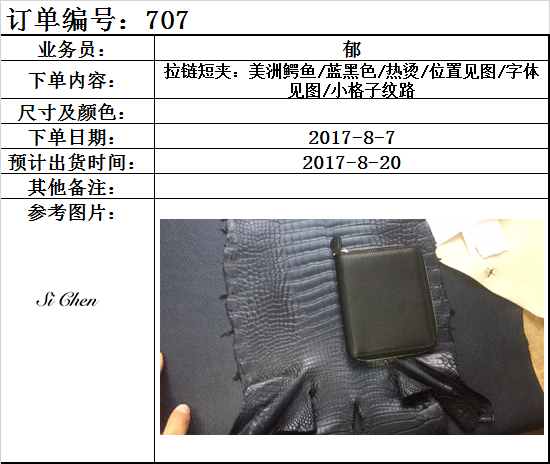 订单编号：707
业务员： 郁
下单内容： 拉链短夹：美洲鳄鱼/蓝黑色/热烫/位置见图/字体
见图/小格子纹路
尺寸及颜色：
下单日期： 2017-8-7
预计出货时间： 2017-8-20
其他备注：
参考图片：
Si Chen